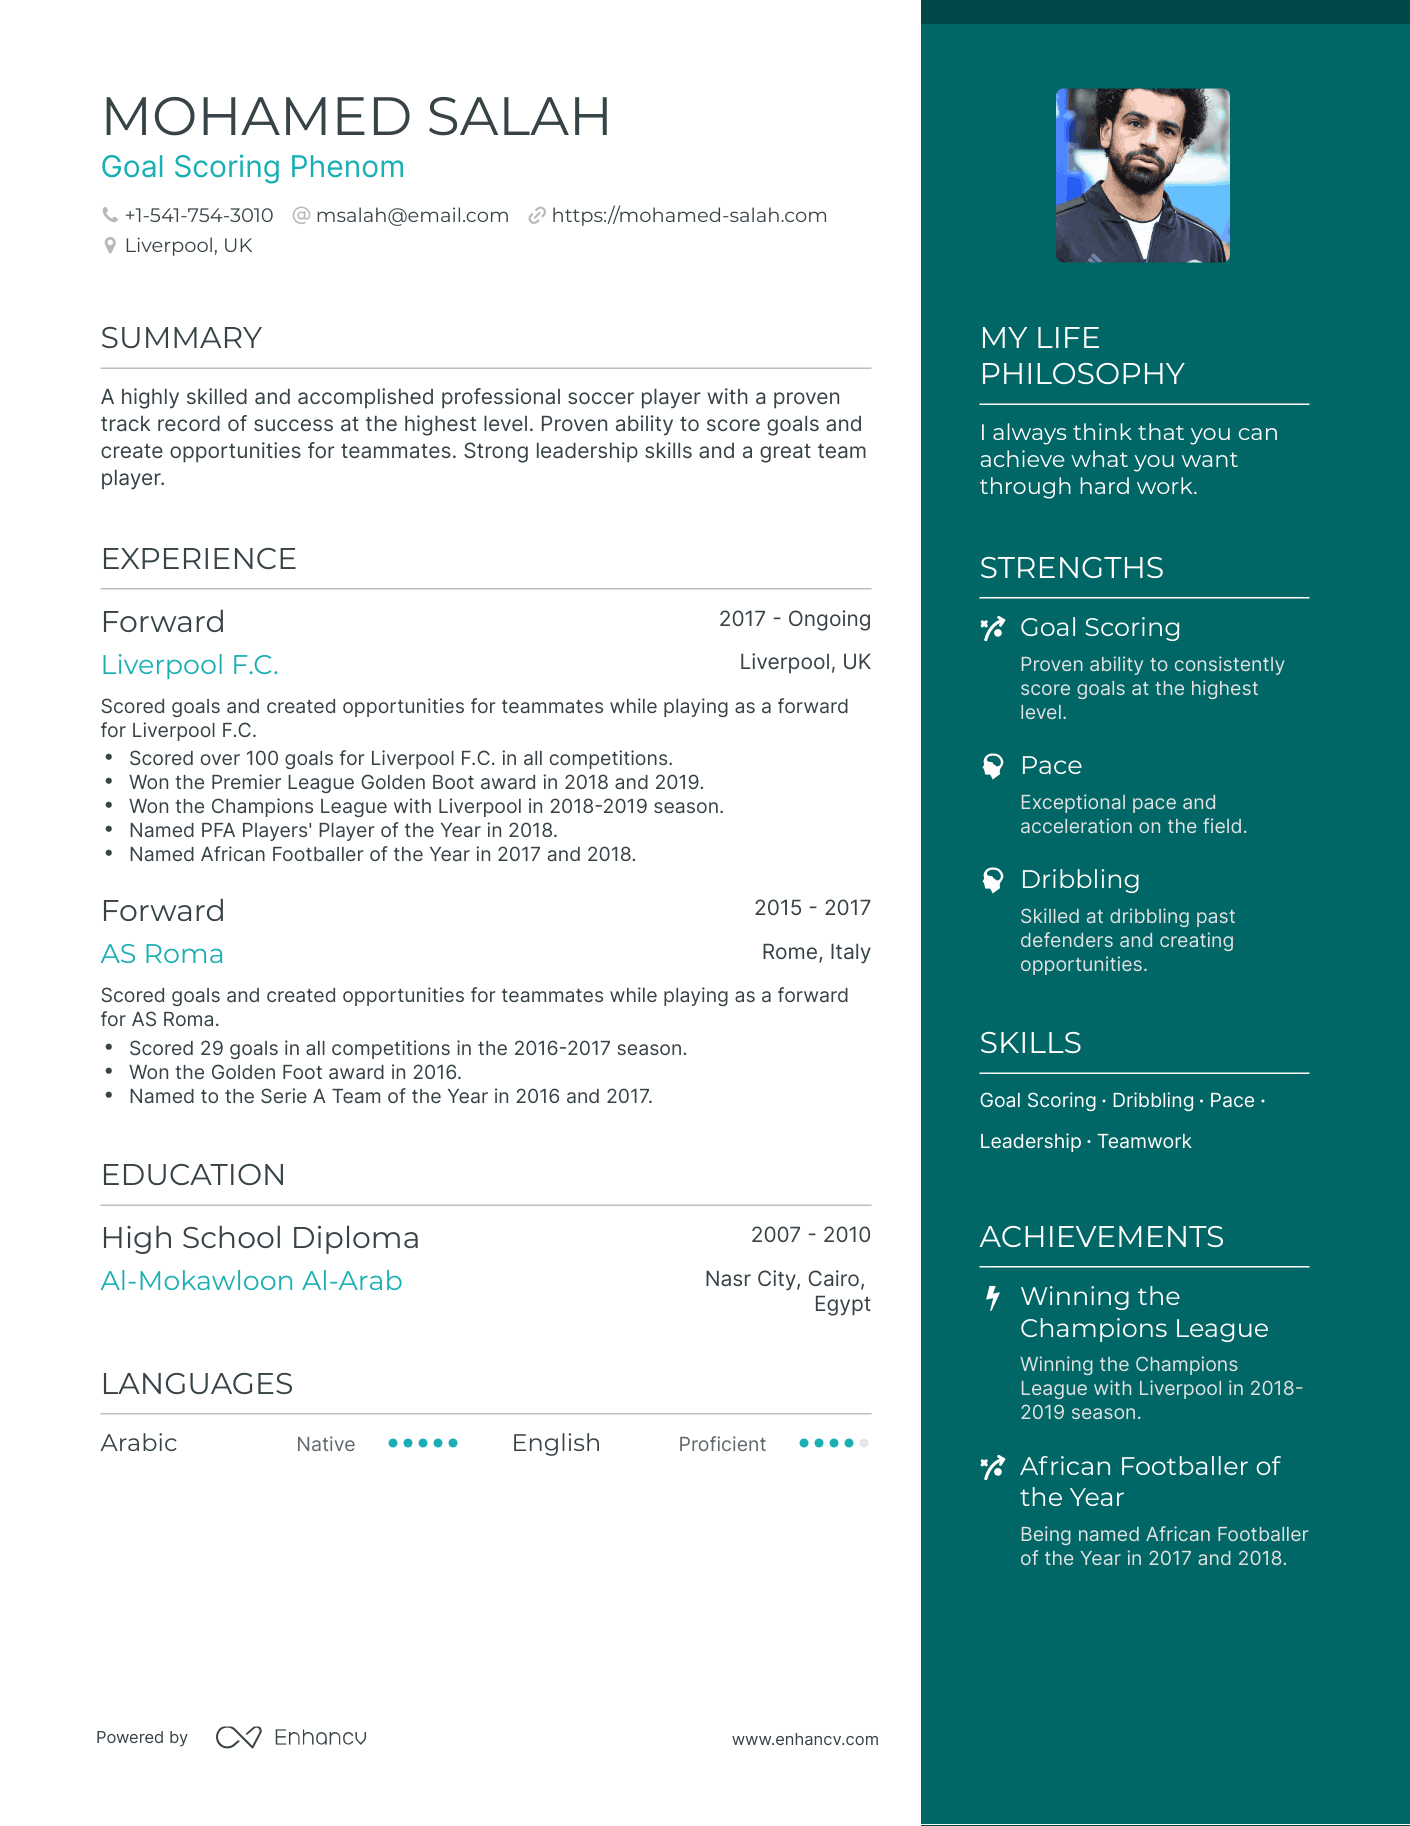 MOHAMED SALAH
Goal Scoring Phenom
+1-541-754-3010 msalah@email.com https://mohamed-salah.com
Liverpool, UK
SUMMARY
A highly skilled and accomplished professional soccer player with a proven
track record of success at the highest level. Proven ability to score goals and
create opportunities for teammates. Strong leadership skills and a great team
player.
EXPERIENCE
Forward 2017 - Ongoing
Liverpool F.C. Liverpool, UK
Scored goals and created opportunities for teammates while playing as a forward
for Liverpool F.C.
• Scored over 100 goals for Liverpool F.C. in all competitions.
• Won the Premier League Golden Boot award in 2018 and 2019.
• Won the Champions League with Liverpool in 2018-2019 season.
• Named PFA Players' Player of the Year in 2018.
• Named African Footballer of the Year in 2017 and 2018.
Forward 2015 - 2017
AS Roma Rome, Italy
Scored goals and created opportunities for teammates while playing as a forward
for AS Roma.
• Scored 29 goals in all competitions in the 2016-2017 season.
• Won the Golden Foot award in 2016.
• Named to the Serie A Team of the Year in 2016 and 2017.
EDUCATION
High School Diploma 2007 - 2010
Al-Mokawloon Al-Arab Nasr City, Cairo,
Egypt
LANGUAGES
Arabic Native English Proficient
Powered by Enhancv www.enhancv.com
MY LIFE
PHILOSOPHY
I always think that you can
achieve what you want
through hard work.
STRENGTHS
Goal Scoring
Proven ability to consistently
score goals at the highest
level.
Pace
Exceptional pace and
acceleration on the field.
Dribbling
Skilled at dribbling past
defenders and creating
opportunities.
SKILLS
Goal Scoring · Dribbling · Pace ·
Leadership · Teamwork
ACHIEVEMENTS
Winning the
Champions League
Winning the Champions
League with Liverpool in 2018-
2019 season.
African Footballer of
the Year
Being named African Footballer
of the Year in 2017 and 2018.